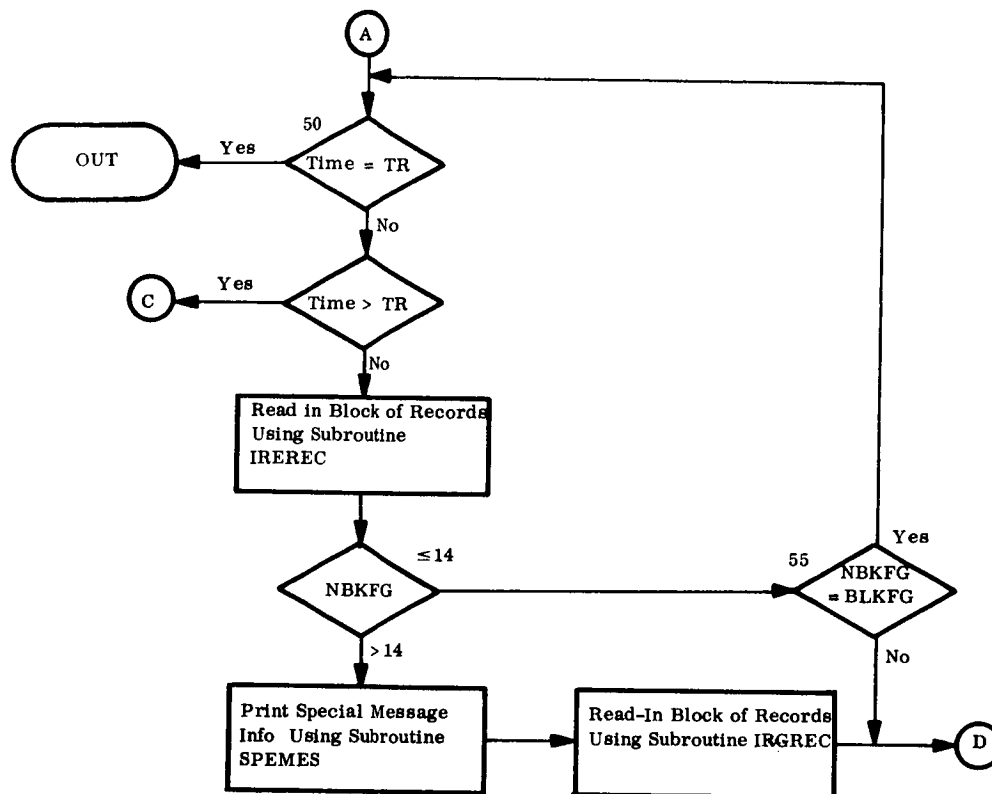 A
50
Time = TR
Yes
OUT
No
Time > TR
Yes
C
No
Read in Block of Records
Using Subroutine
IREREC
NBKFG
≤14
55
NBKFG
= BLKFG
Yes
No
>14
Print Special Message
Info Using Subroutine
SPEMES
Read-In Block of Records
Using Subroutine IRGREC
D